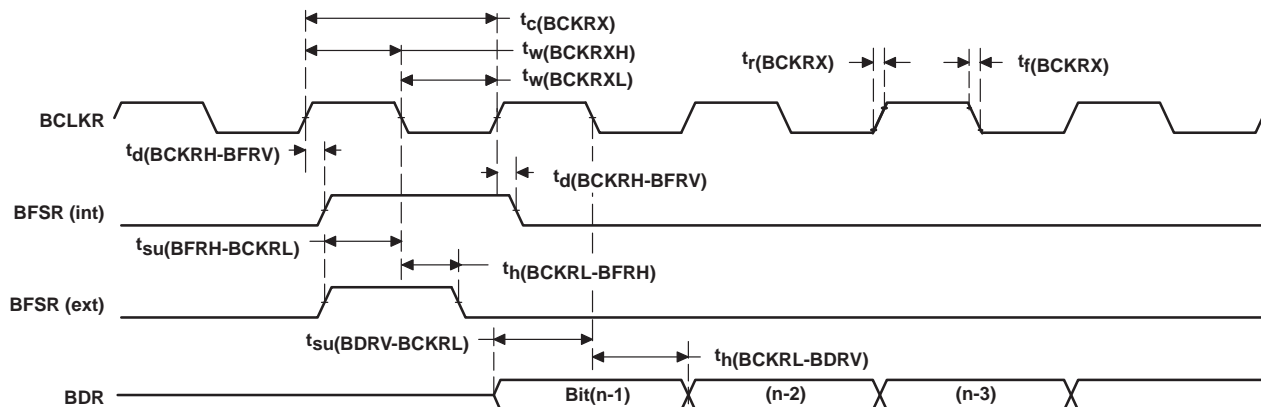 tc(BCKRX)
tw(BCKRXH)
tr(BCKRX)
tf(BCKRX)
tw(BCKRXL)
BCLKR
td(BCKRH-BFRV)
td(BCKRH-BFRV)
BFSR (int)
tsu(BFRH-BCKRL)
th(BCKRL-BFRH)
BFSR (ext)
tsu(BDRV-BCKRL)
th(BCKRL-BDRV)
BDR
Bit(n-1)
(n-2)
(n-3)